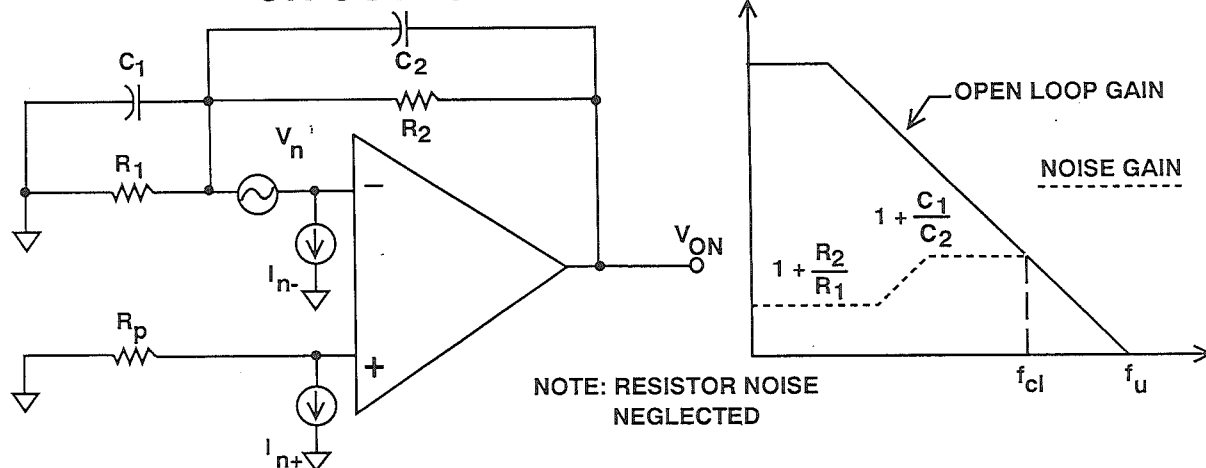 C1
C2
R2
Vn
R1
In-
VON
Rp
In+
NOTE: RESISTOR NOISE
NEGLECTED
OPEN LOOP GAIN
NOISE GAIN
1 + C1/C2
1 + R2/R1
fcl
fu